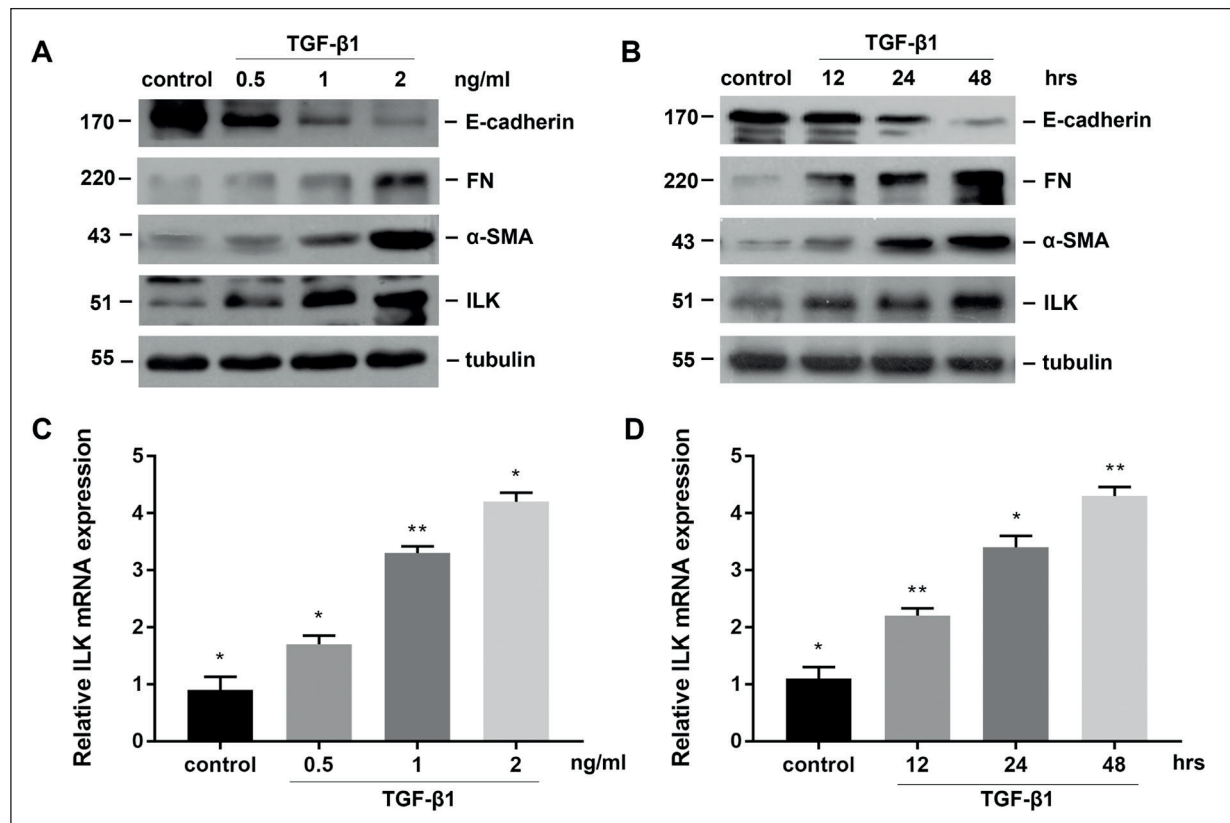 A
TGF-β1
control 0.5 1 2 ng/ml
170 – – E-cadherin
220 – – FN
43 – – α-SMA
51 – – ILK
55 – – tubulin
B
TGF-β1
control 12 24 48 hrs
170 – – E-cadherin
220 – – FN
43 – – α-SMA
51 – – ILK
55 – – tubulin
C
Relative ILK mRNA expression
5
4
3
2
1
0
* * ** *
control 0.5 1 2 ng/ml
TGF-β1
D
Relative ILK mRNA expression
5
4
3
2
1
0
* ** * **
control 12 24 48 hrs
TGF-β1